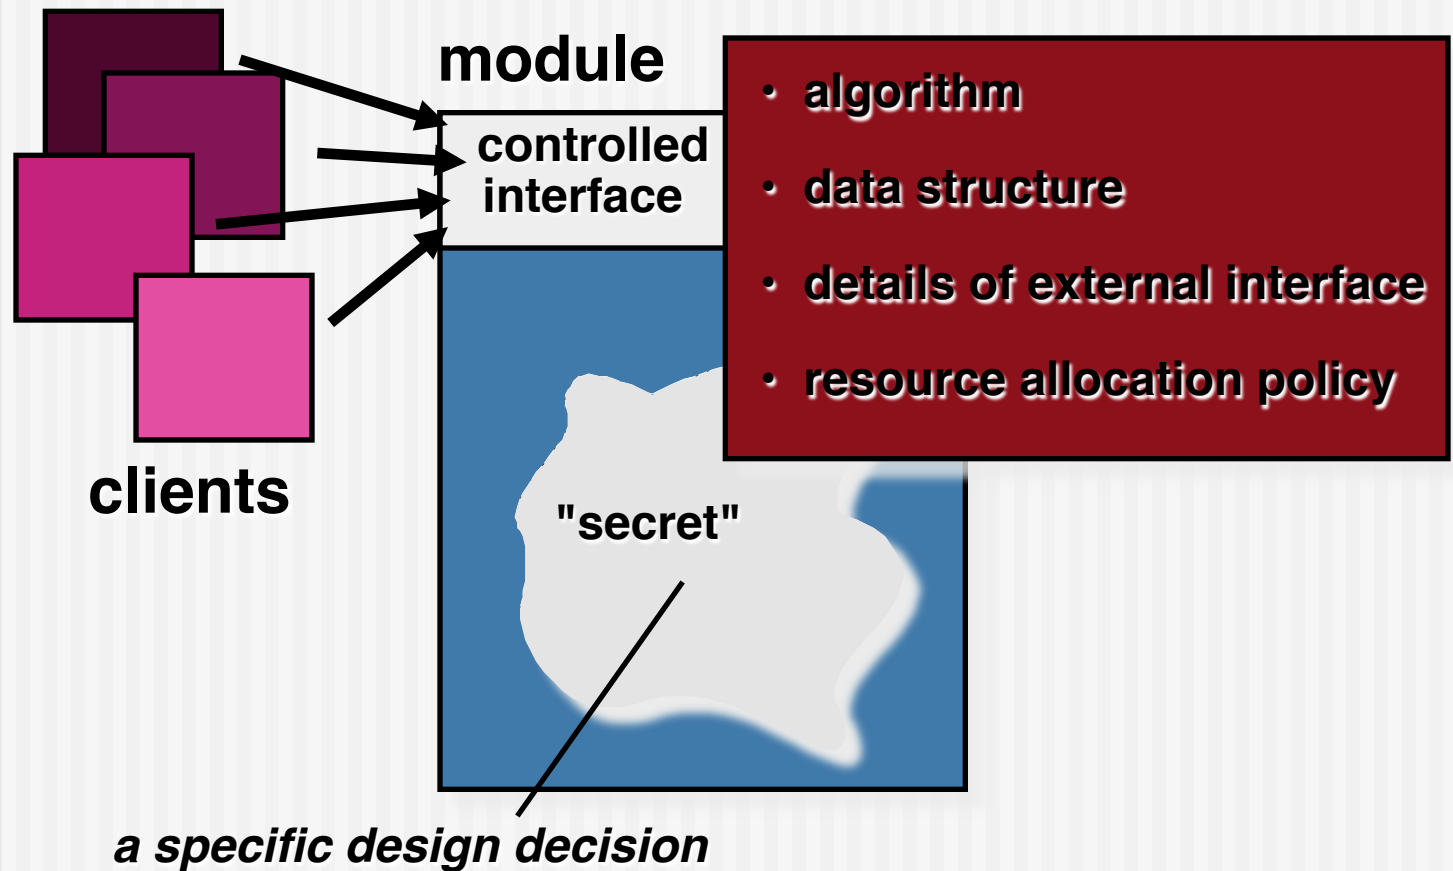 module
controlled
interface
• algorithm
• data structure
• details of external interface
• resource allocation policy
clients
"secret"
a specific design decision